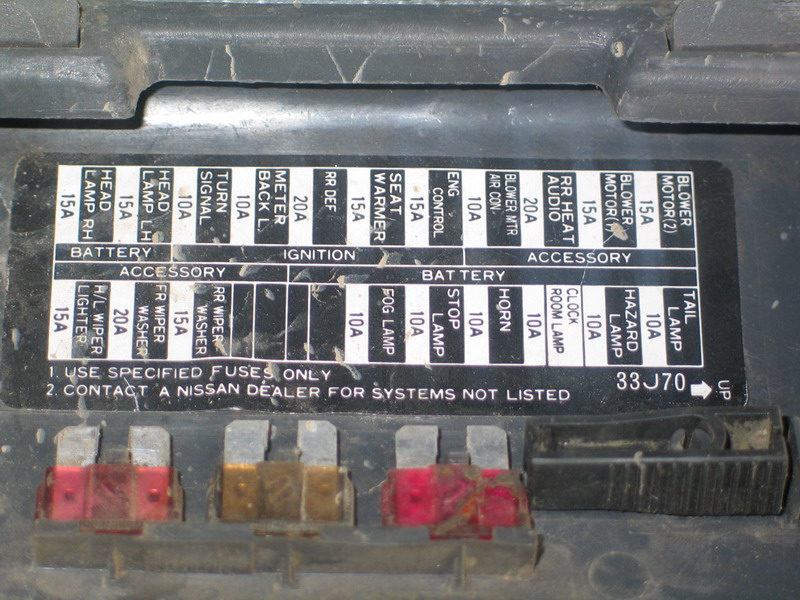 15A
HEAD LAMP RH
15A
HEAD LAMP LH
10A
TURN SIGNAL
10A
METER BACK L.
20A
RR DEF
15A
SEAT WARMER
15A
ENG CONTROL
10A
BLOWER MTR AIR CON
20A
RR HEAT AUDIO
15A
BLOWER MOTOR(1)
15A
BLOWER MOTOR(2)
BATTERY IGNITION ACCESSORY
ACCESSORY BATTERY
15A
H/L WIPER LIGHTER
20A
FR WIPER WASHER
15A
RR WIPER WASHER
10A
FOG LAMP
10A
STOP LAMP
10A
HORN
10A
CLOCK ROOM LAMP
10A
HAZARD LAMP
10A
TAIL LAMP
1. USE SPECIFIED FUSES ONLY
2. CONTACT A NISSAN DEALER FOR SYSTEMS NOT LISTED
33J70
UP